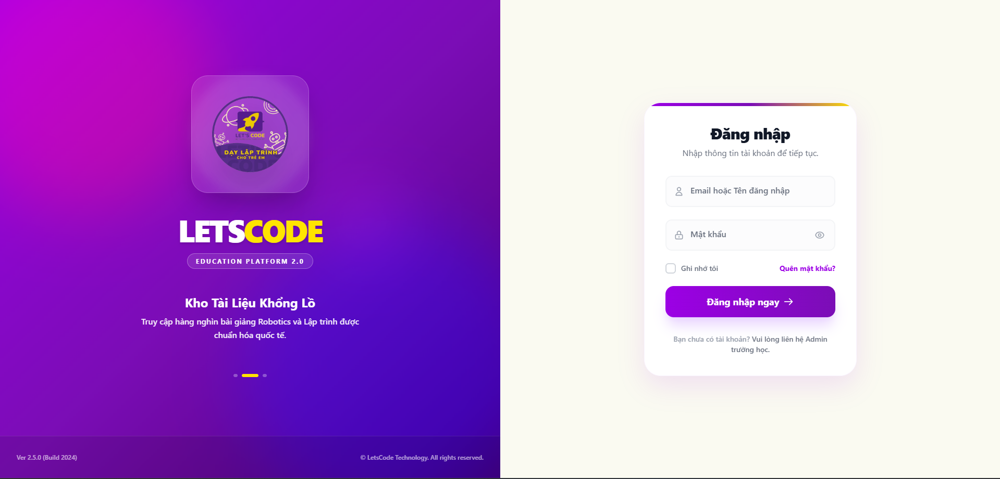 LET'S CODE
DẠY LẬP TRÌNH
CHO TRẺ EM
LETSCODE
EDUCATION PLATFORM 2.0
Kho Tài Liệu Khổng Lồ
Truy cập hàng nghìn bài giảng Robotics và Lập trình được
chuẩn hóa quốc tế.
Ver 2.5.0 (Build 2024)
© LetsCode Technology. All rights reserved.
Đăng nhập
Nhập thông tin tài khoản để tiếp tục.
Email hoặc Tên đăng nhập
Mật khẩu
Ghi nhớ tôi
Quên mật khẩu?
Đăng nhập ngay →
Bạn chưa có tài khoản? Vui lòng liên hệ Admin
trường học.